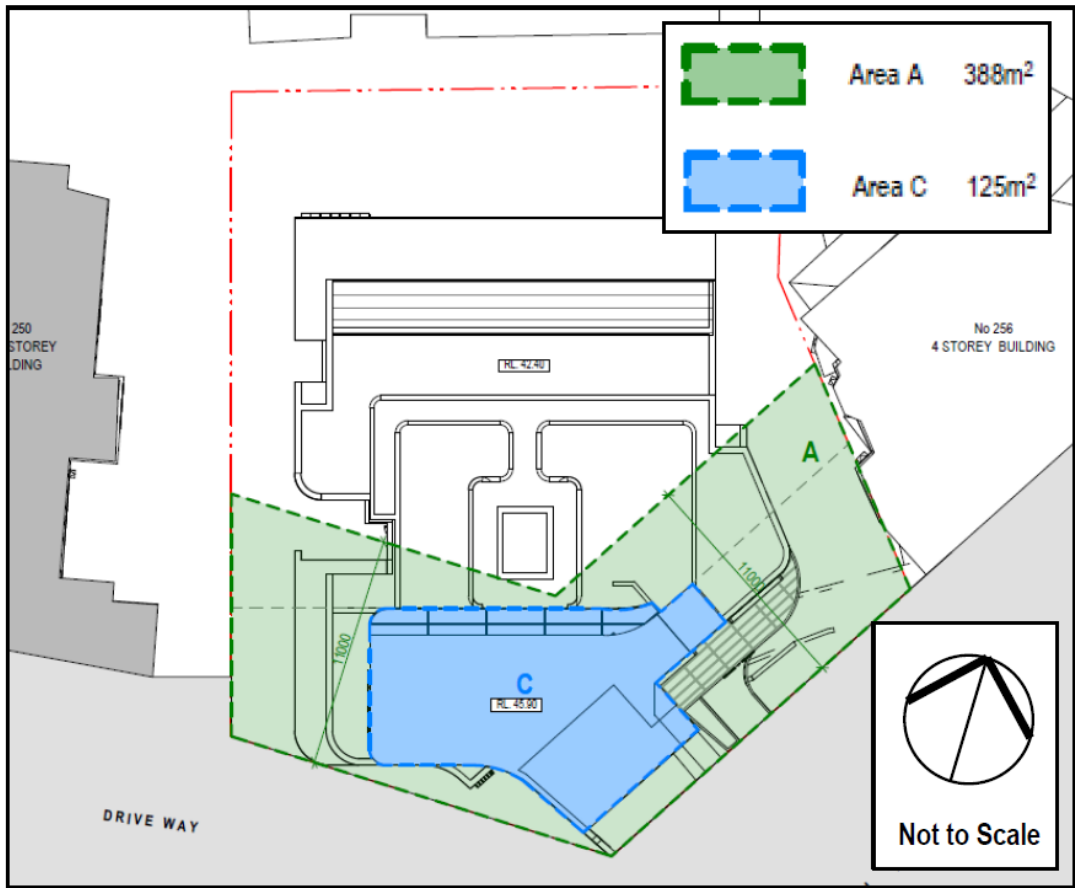 Area A 388m²
Area C 125m²
250
STOREY
LDING
No 256
4 STOREY BUILDING
RL. 42.40
A
11000
11000
C
RL. 45.90
DRIVE WAY
Not to Scale